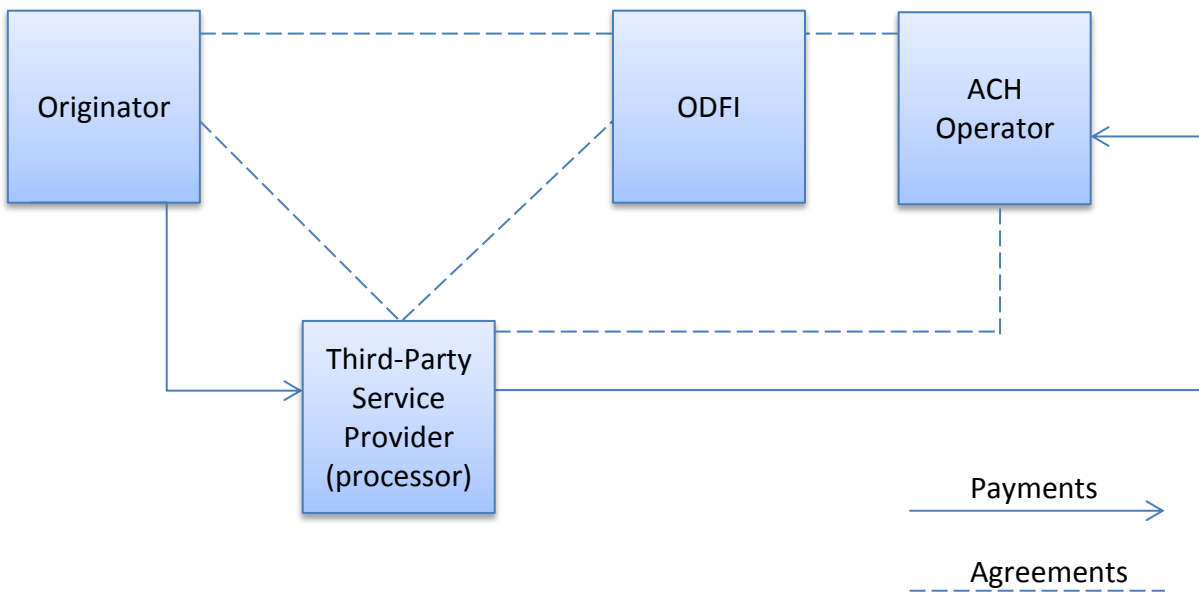 Originator
ODFI
ACH
Operator
Third-Party
Service
Provider
(processor)
Payments
Agreements